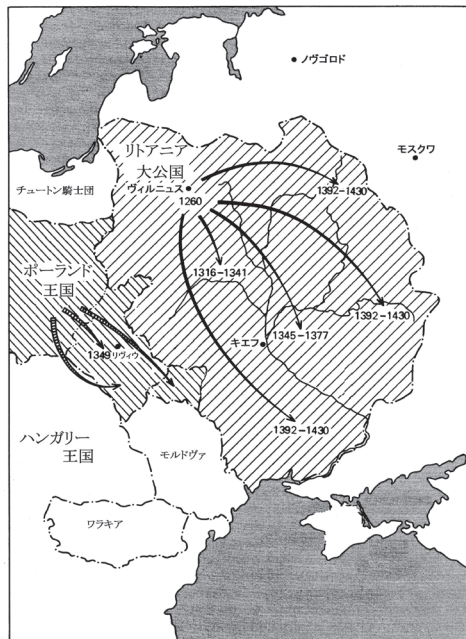 ノヴゴロド
モスクワ
リトアニア
大公国
ヴィルニュス
1260
チュートン騎士団
1392–1430
ポーランド
王国
1316–1341
1392–1430
1345–1377
キエフ
1349
リヴィウ
1392–1430
ハンガリー
王国
モルドヴァ
ワラキア